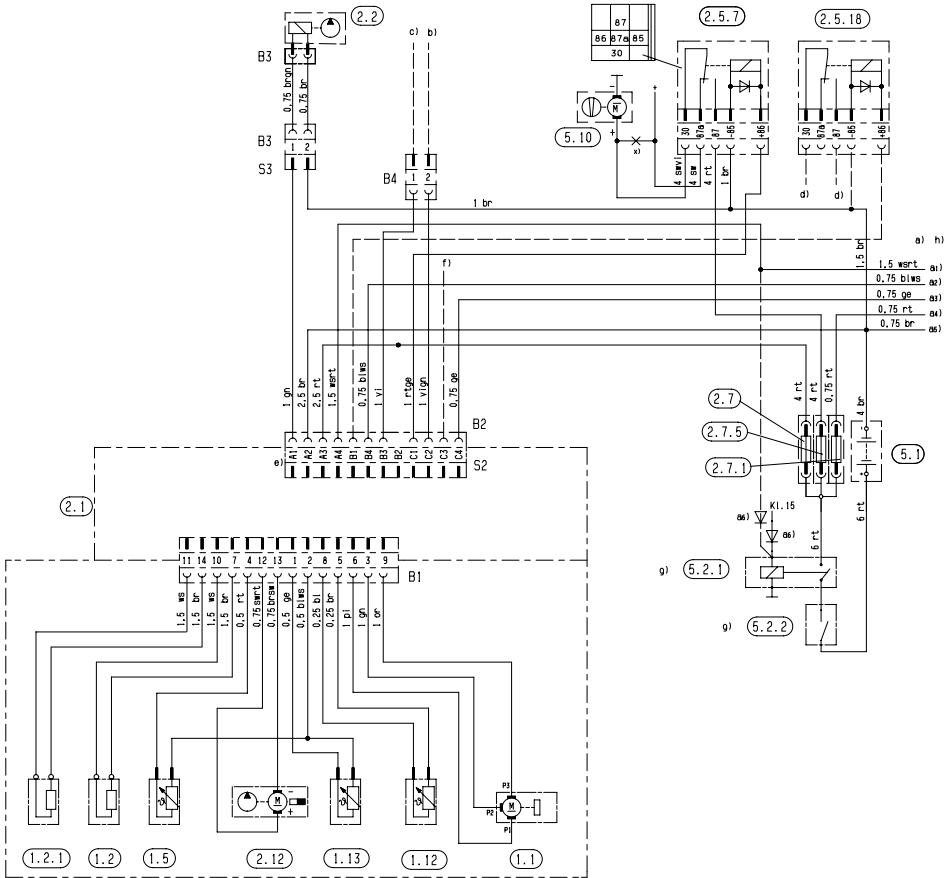 2.2
c) b)
87
86 87a 85
30
2.5.7
2.5.18
B3
0.75 brgn
0.75 br
B3
1 2
S3
B4
1
2
M
-
+
+
x)
5.10
30 87a 87 -85 +86
30 87a 87 -85 +86
4 swvi
4 sw
4 rt
1 br
d) d)
1 br
1.5 br
a) h)
1.5 wsrt a1)
0.75 blws a2)
0.75 ge a3)
0.75 rt a4)
0.75 br a5)
f)
1 gn
2.5 br
2.5 rt
1.5 wsrt
0.75 blws
1 vi
1 rtge
1 vign
0.75 ge
4 rt
4 rt
0.75 rt
4 br
2.7
2.7.5
2.7.1
5.1
-
+
B2
A1 A2 A3 A4 B1 B4 B3 B2 C1 C2 C3 C4
e)
S2
2.1
Kl.15
a6)
a6)
6 rt
6 rt
g) 5.2.1
g) 5.2.2
11 14 10 7 4 12 13 1 2 8 5 6 3 9
B1
1.5 ws
1.5 br
1.5 ws
1.5 br
0.5 rt
0.75 swrt
0.75 brsw
0.5 ge
0.5 blws
0.25 bl
0.25 br
1 pi
1 gn
1 or
P3
P2
P1
M
-
+
M
1.2.1
1.2
1.5
2.12
1.13
1.12
1.1